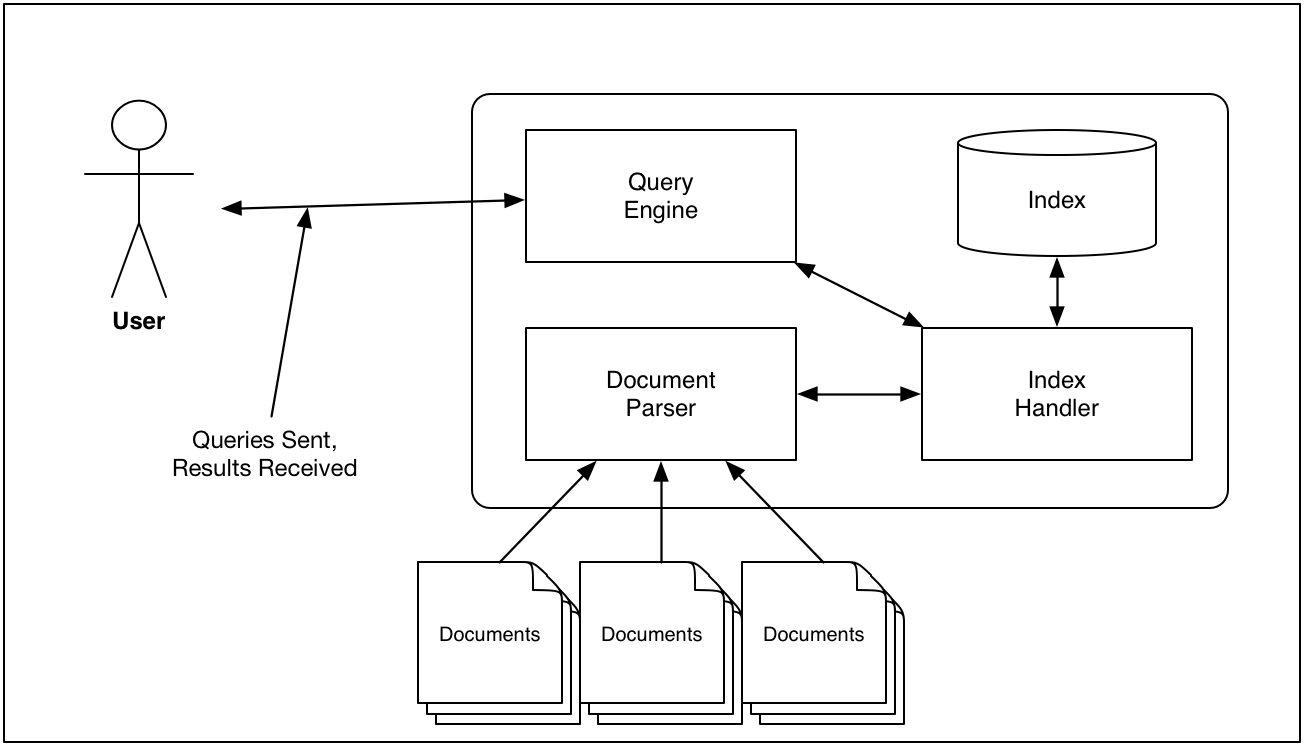 Query
Engine
Index
User
Document
Parser
Index
Handler
Queries Sent,
Results Received
Documents
Documents
Documents